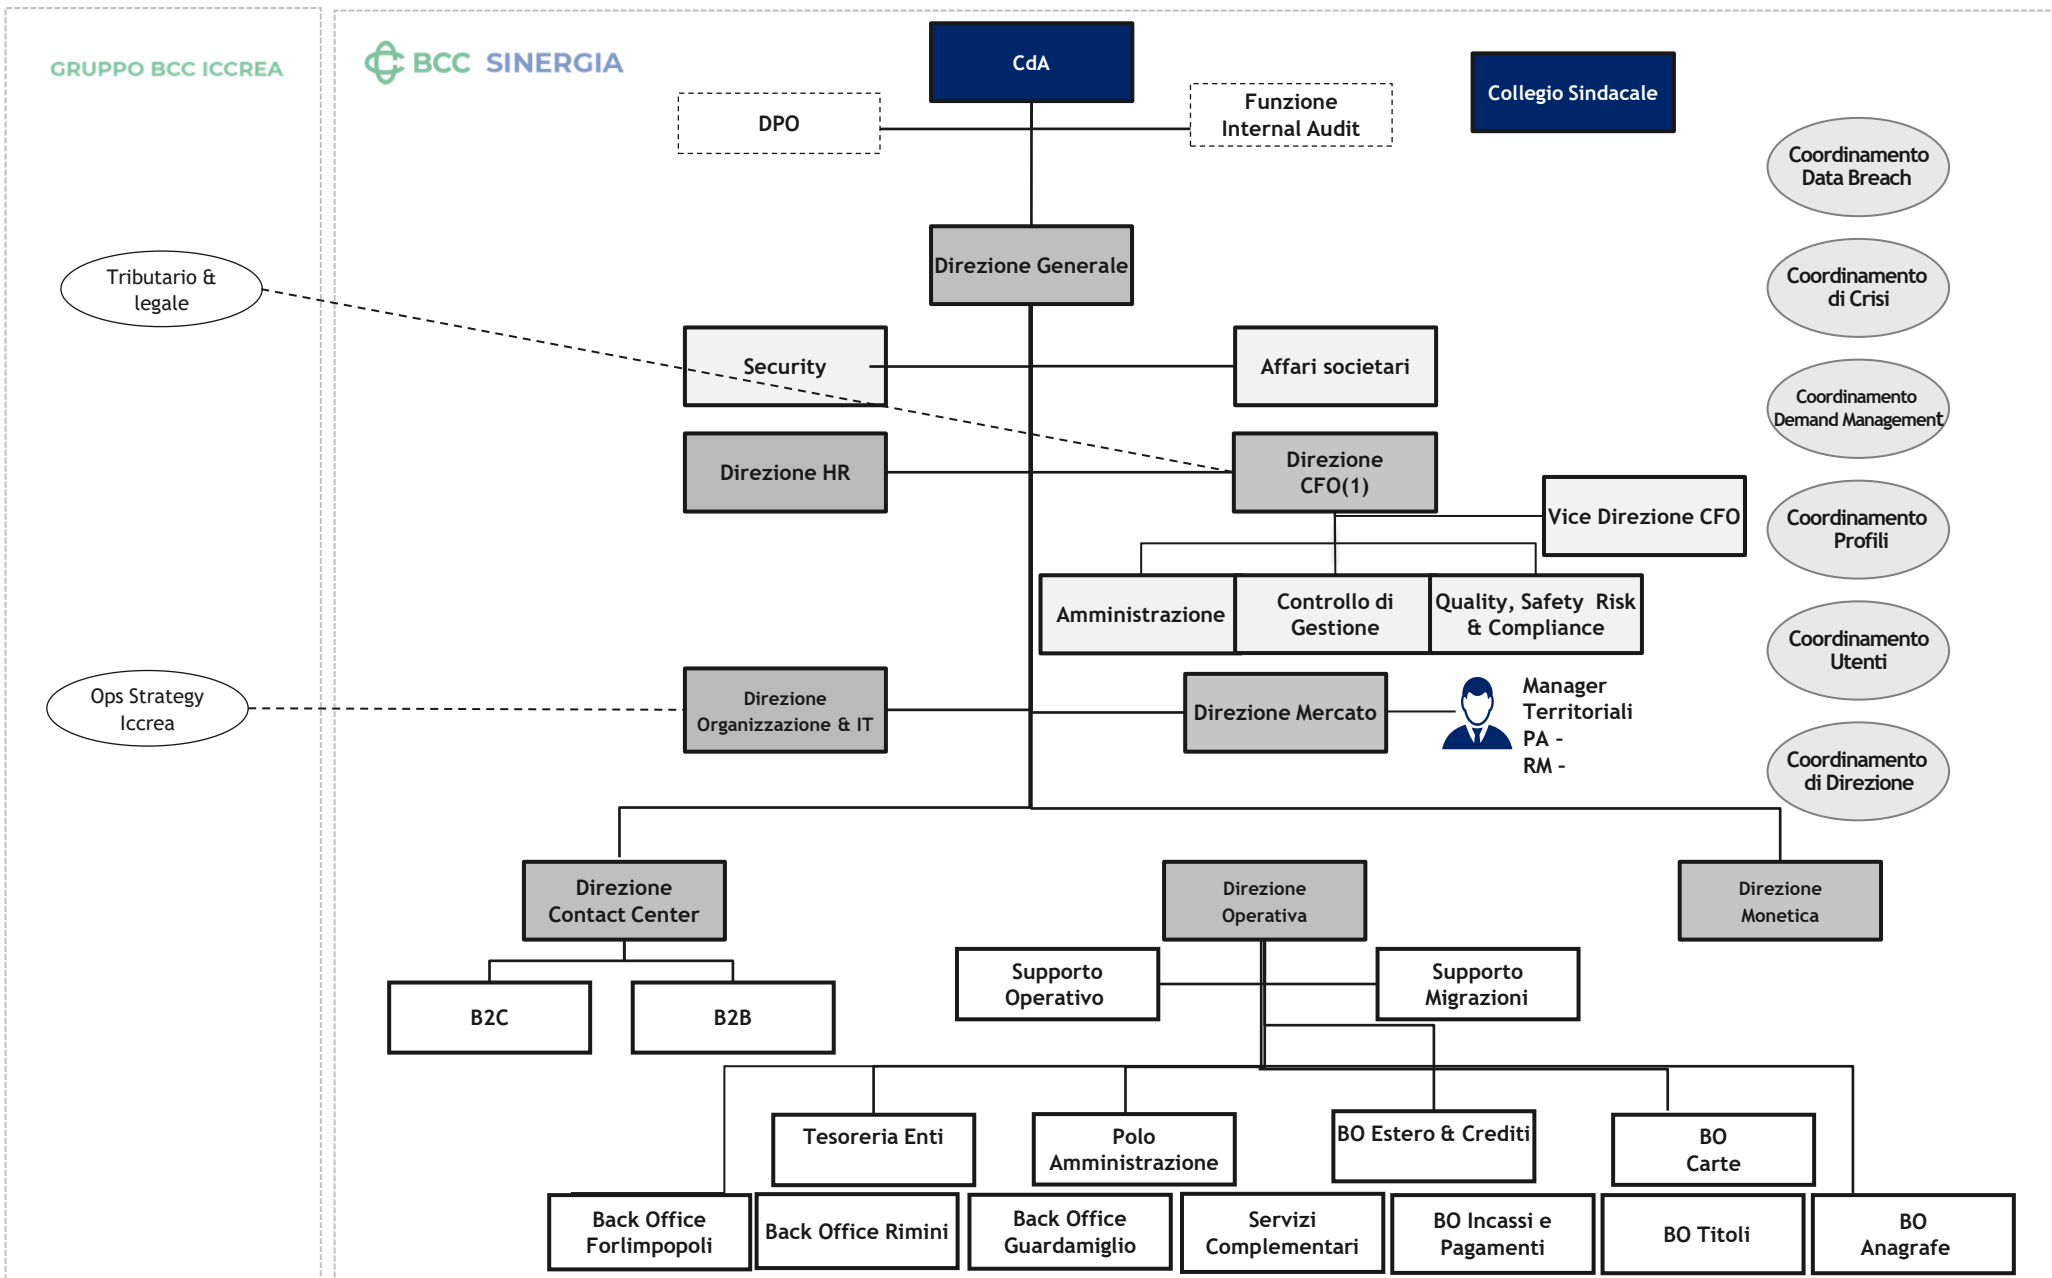 GRUPPO BCC ICCREA
BCC SINERGIA
CdA
Collegio Sindacale
DPO
Funzione
Internal Audit
Coordinamento
Data Breach
Direzione Generale
Tributario &
legale
Coordinamento
di Crisi
Security
Affari societari
Coordinamento
Demand Management
Direzione HR
Direzione
CFO(1)
Vice Direzione CFO
Coordinamento
Profili
Amministrazione
Controllo di
Gestione
Quality, Safety Risk
& Compliance
Coordinamento
Utenti
Ops Strategy
Iccrea
Direzione
Organizzazione & IT
Direzione Mercato
Manager
Territoriali
PA -
RM -
Coordinamento
di Direzione
Direzione
Contact Center
Direzione
Operativa
Direzione
Monetica
B2C
B2B
Supporto
Operativo
Supporto
Migrazioni
Tesoreria Enti
Polo
Amministrazione
BO Estero & Crediti
BO
Carte
Back Office
Forlimpopoli
Back Office Rimini
Back Office
Guardamiglio
Servizi
Complementari
BO Incassi e
Pagamenti
BO Titoli
BO
Anagrafe